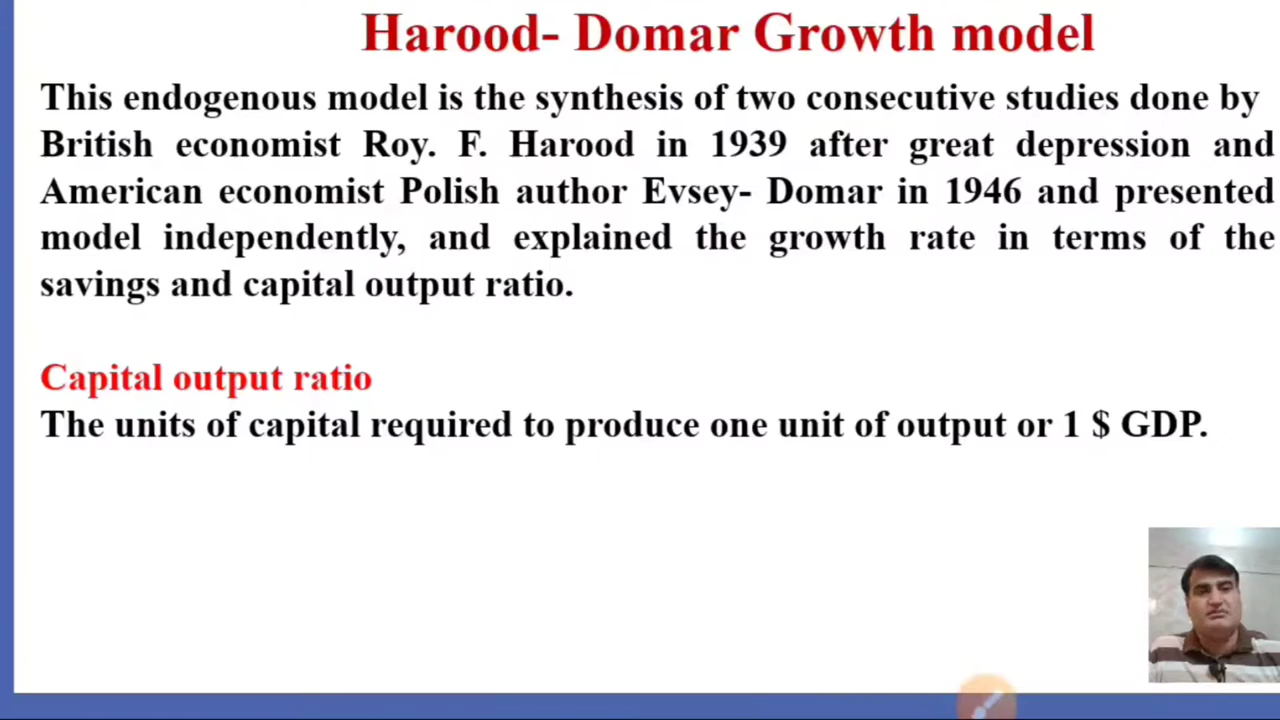 Harood- Domar Growth model
This endogenous model is the synthesis of two consecutive studies done by
British economist Roy. F. Harood in 1939 after great depression and
American economist Polish author Evsey- Domar in 1946 and presented
model independently, and explained the growth rate in terms of the
savings and capital output ratio.
Capital output ratio
The units of capital required to produce one unit of output or 1 $ GDP.